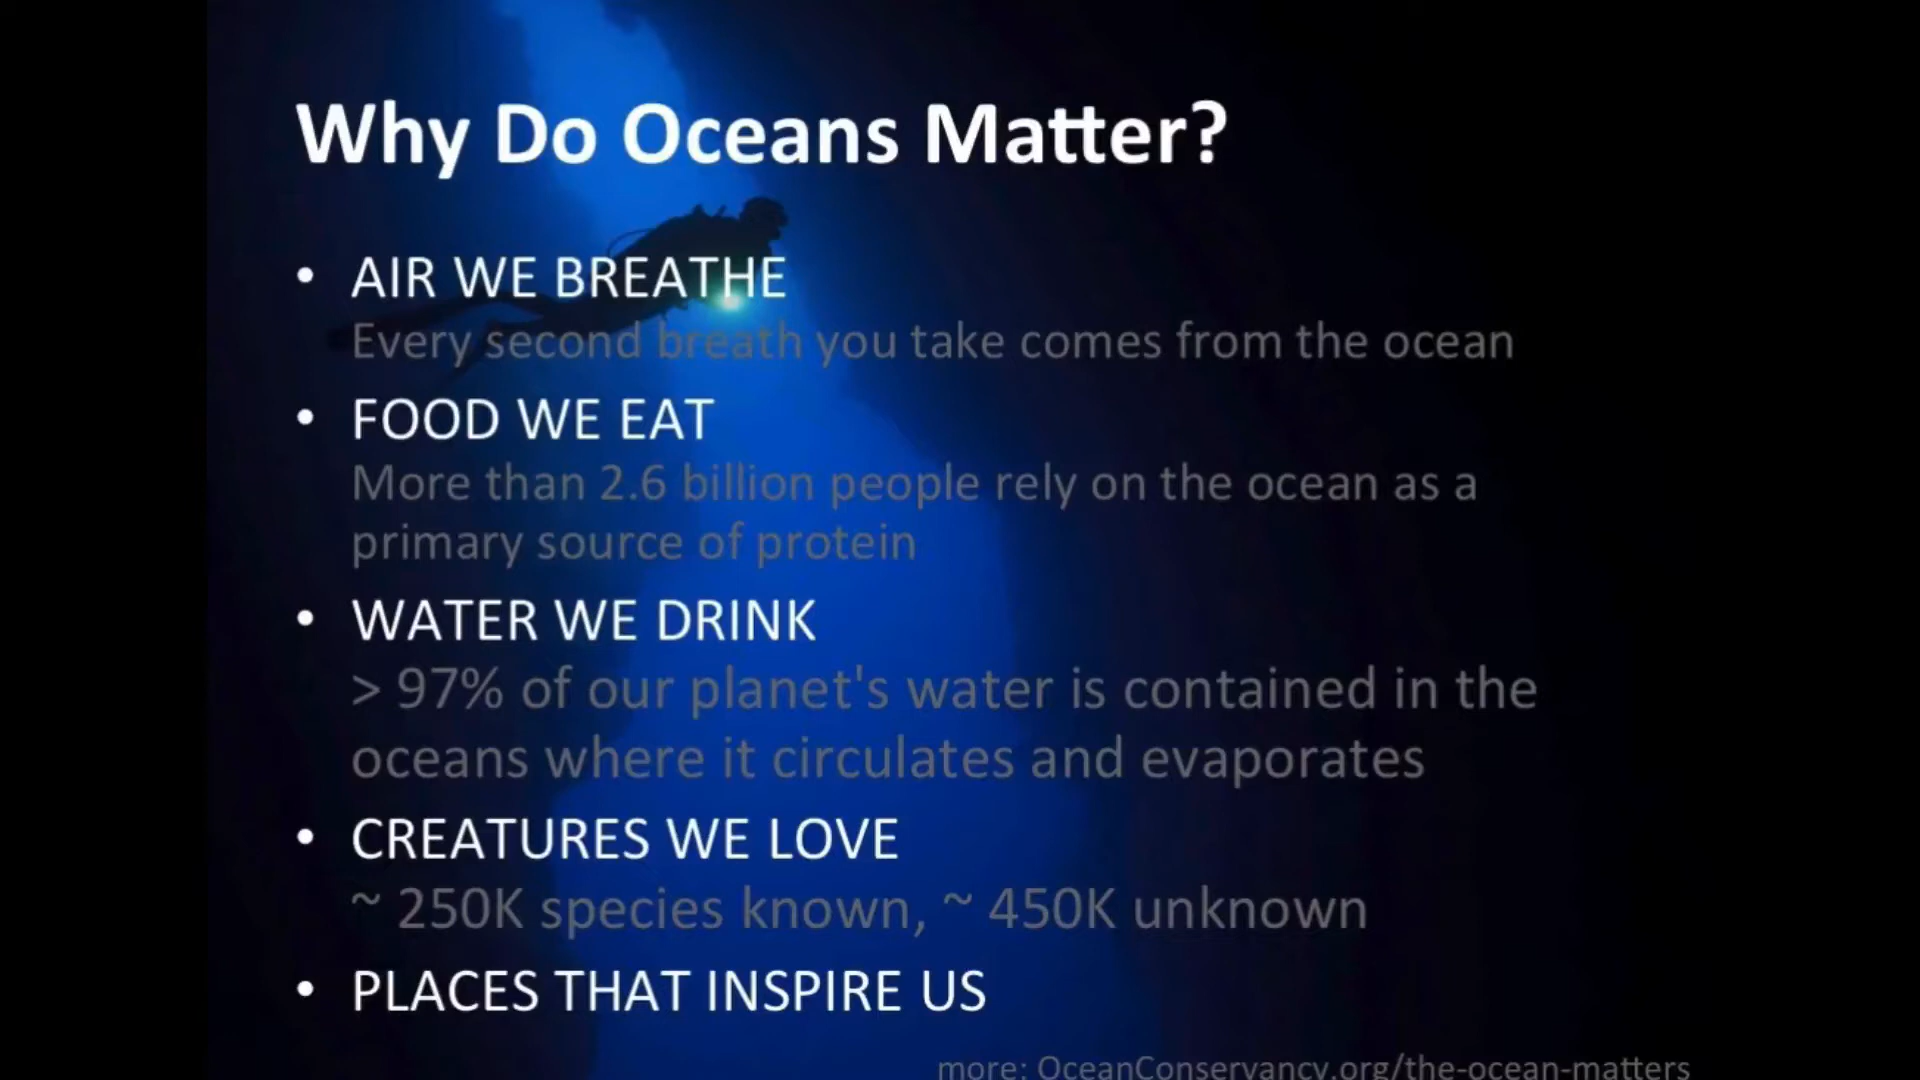 Why Do Oceans Matter?
• AIR WE BREATHE
Every second breath you take comes from the ocean
• FOOD WE EAT
More than 2.6 billion people rely on the ocean as a
primary source of protein
• WATER WE DRINK
> 97% of our planet's water is contained in the
oceans where it circulates and evaporates
• CREATURES WE LOVE
~ 250K species known, ~ 450K unknown
• PLACES THAT INSPIRE US
more: OceanConservancy.org/the-ocean-matters